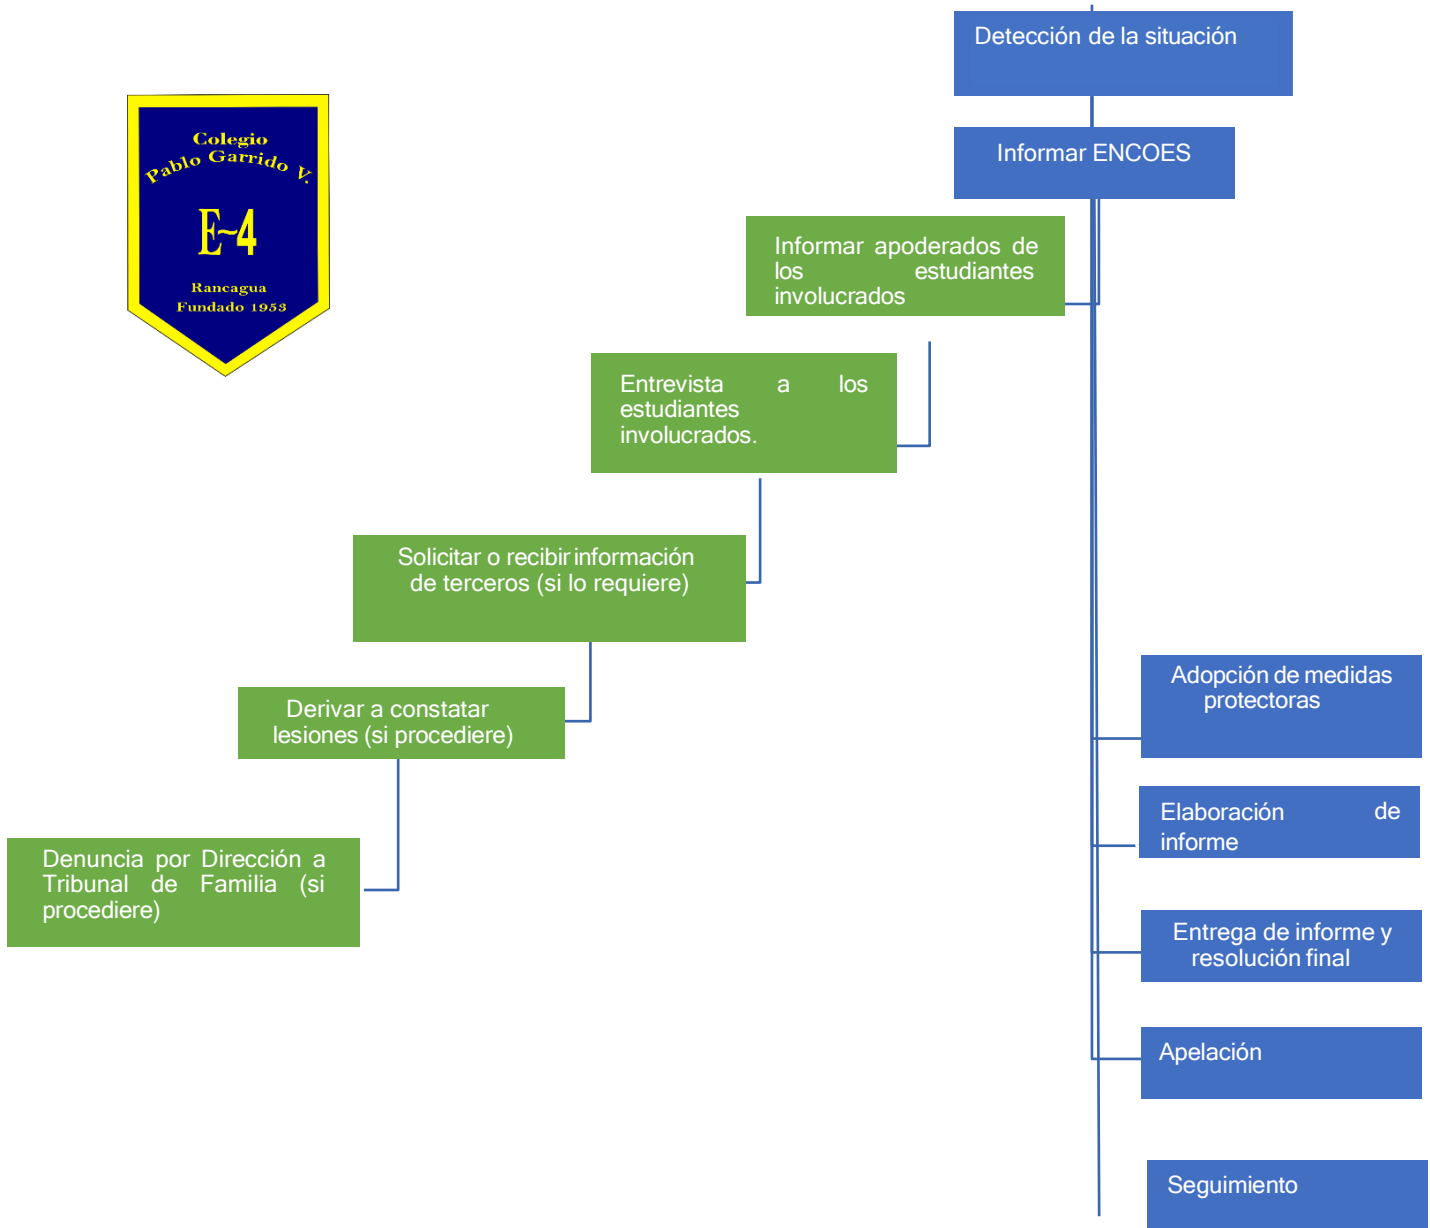 Detección de la situación
Colegio
Pablo Garrido V.
E~4
Rancagua
Fundado 1953
Informar ENCOES
Informar apoderados de
los estudiantes
involucrados
Entrevista a los
estudiantes
involucrados.
Solicitar o recibir información
de terceros (si lo requiere)
Derivar a constatar
lesiones (si procediere)
Denuncia por Dirección a
Tribunal de Familia (si
procediere)
Adopción de medidas
protectoras
Elaboración de
informe
Entrega de informe y
resolución final
Apelación
Seguimiento